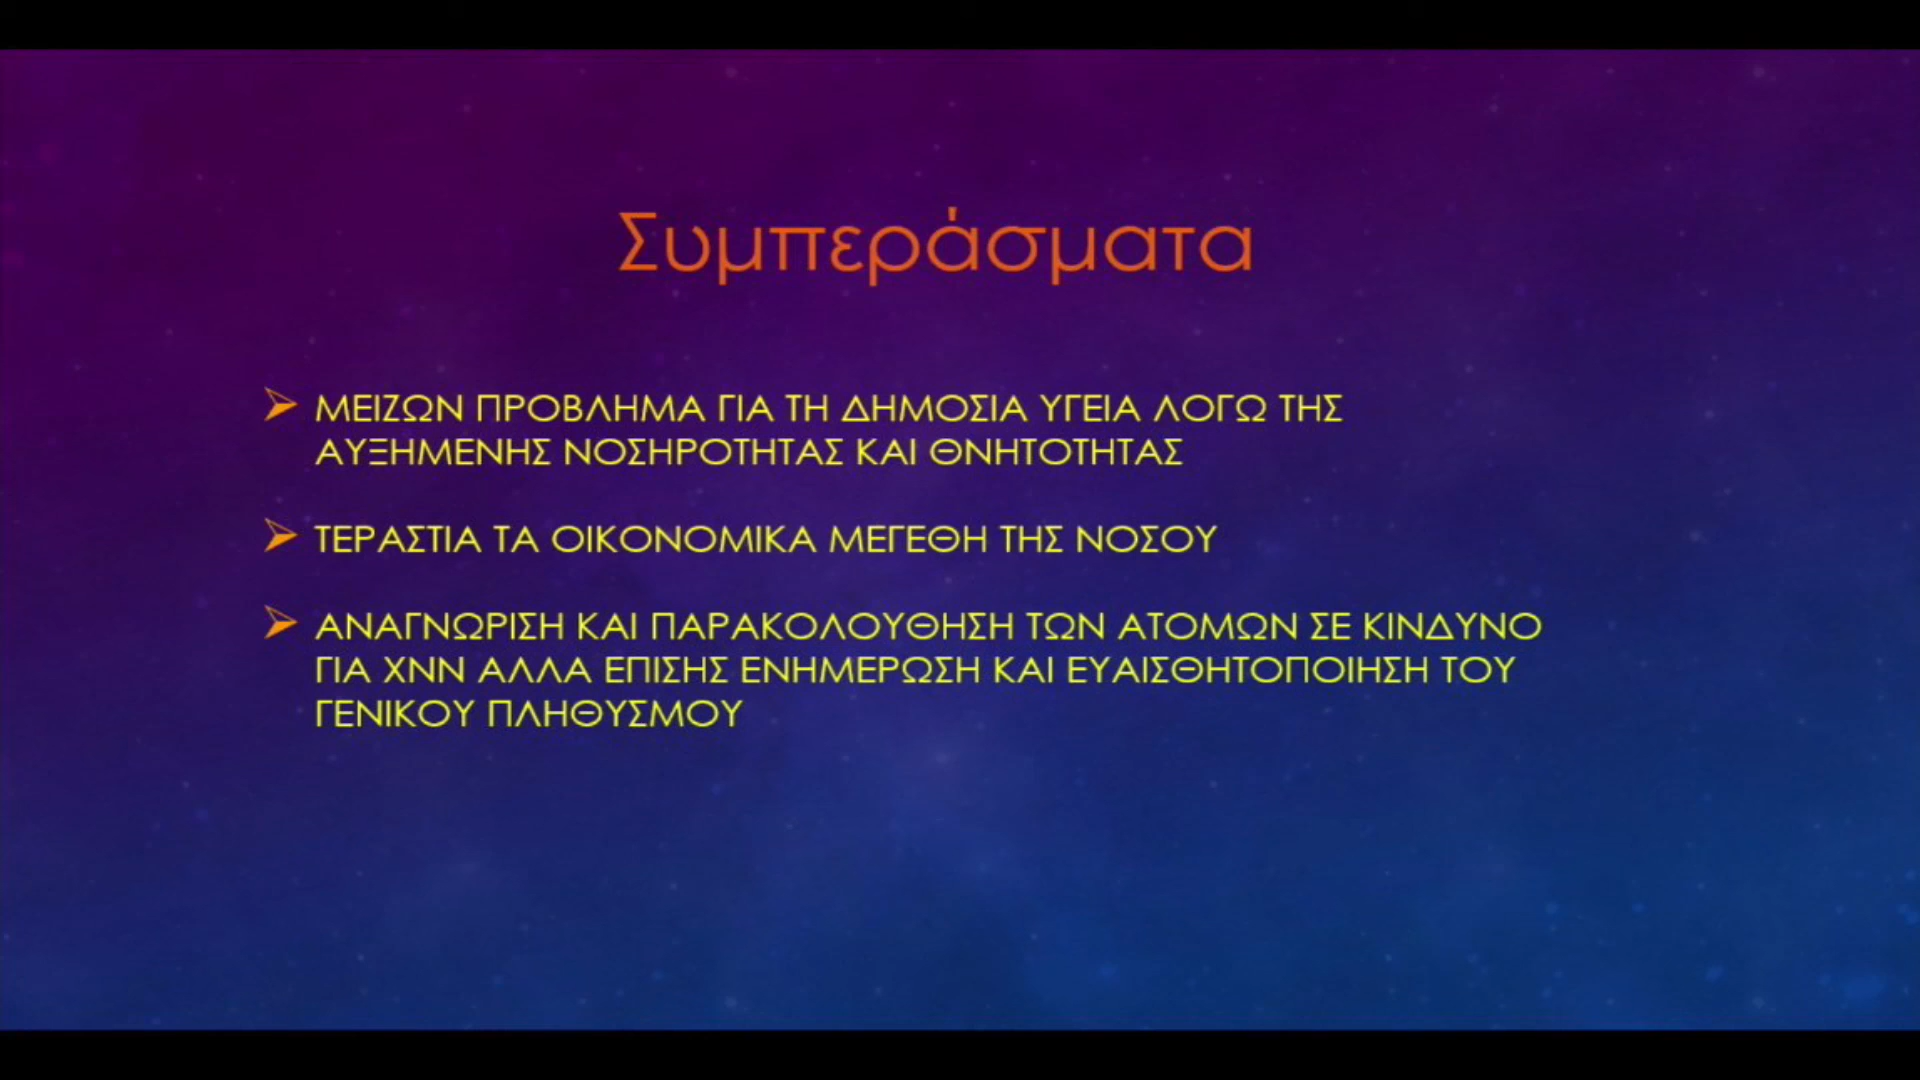 Συμπεράσματα
ΜΕΙΖΩΝ ΠΡΟΒΛΗΜΑ ΓΙΑ ΤΗ ΔΗΜΟΣΙΑ ΥΓΕΙΑ ΛΟΓΩ ΤΗΣ
ΑΥΞΗΜΕΝΗΣ ΝΟΣΗΡΟΤΗΤΑΣ ΚΑΙ ΘΝΗΤΟΤΗΤΑΣ
ΤΕΡΑΣΤΙΑ ΤΑ ΟΙΚΟΝΟΜΙΚΑ ΜΕΓΕΘΗ ΤΗΣ ΝΟΣΟΥ
ΑΝΑΓΝΩΡΙΣΗ ΚΑΙ ΠΑΡΑΚΟΛΟΥΘΗΣΗ ΤΩΝ ΑΤΟΜΩΝ ΣΕ ΚΙΝΔΥΝΟ
ΓΙΑ ΧΝΝ ΑΛΛΑ ΕΠΙΣΗΣ ΕΝΗΜΕΡΩΣΗ ΚΑΙ ΕΥΑΙΣΘΗΤΟΠΟΙΗΣΗ ΤΟΥ
ΓΕΝΙΚΟΥ ΠΛΗΘΥΣΜΟΥ